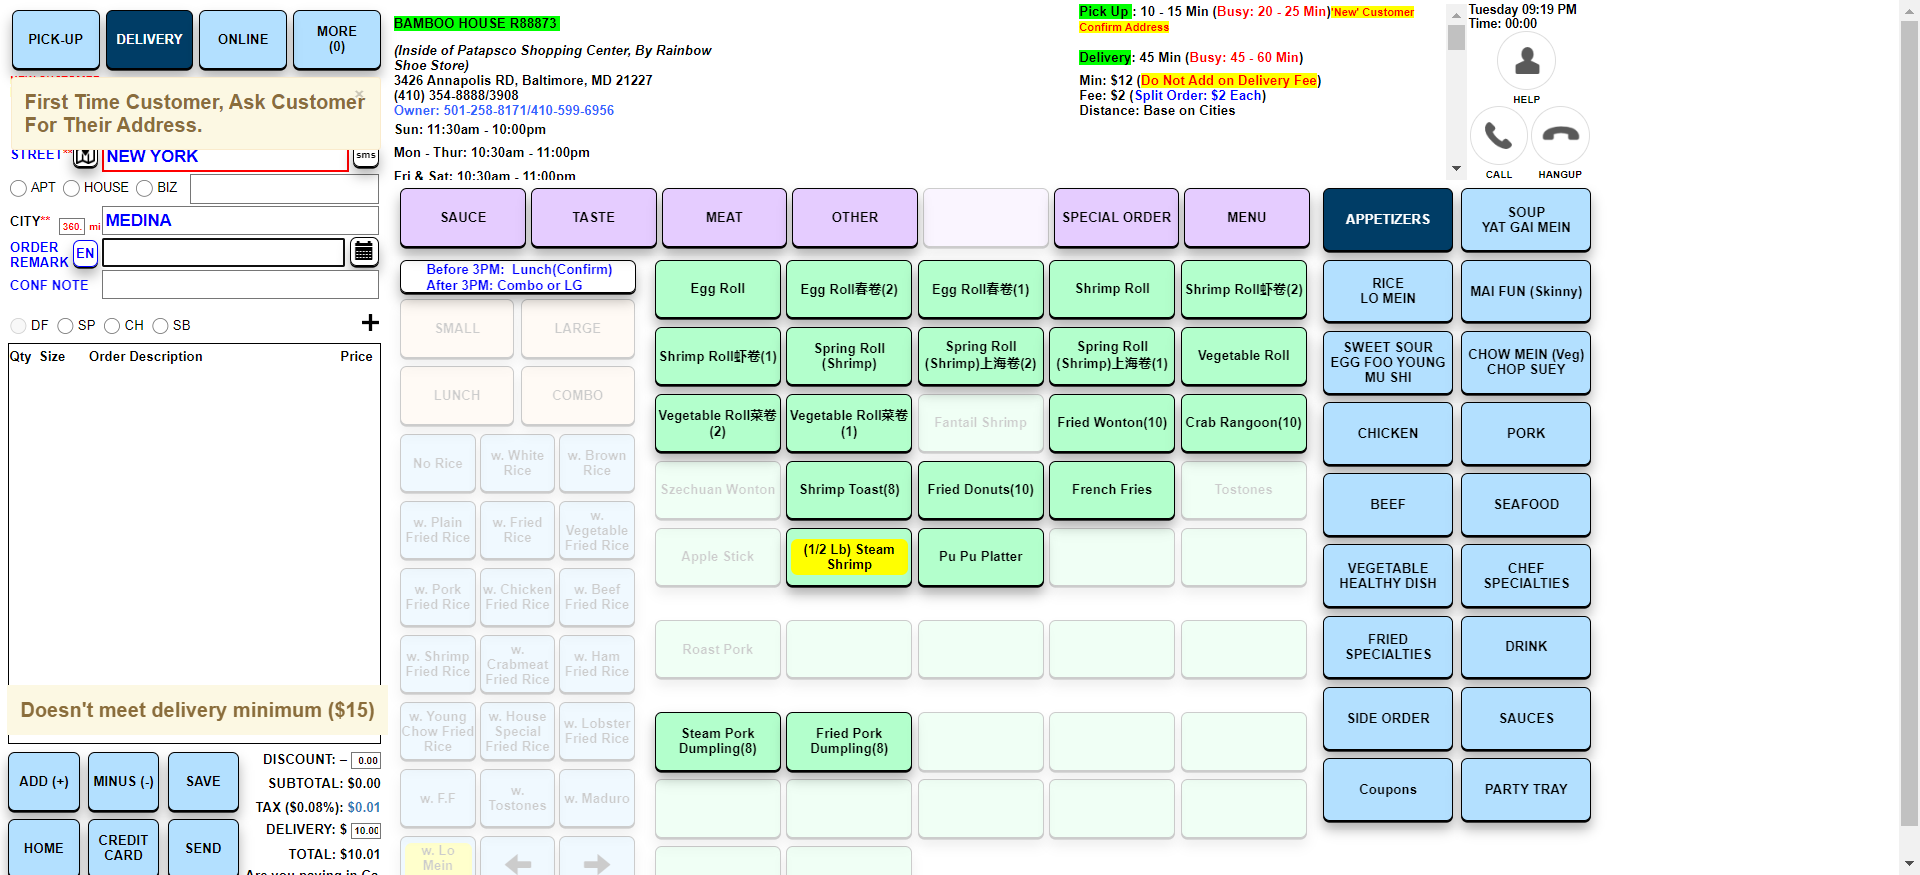 PICK-UP
DELIVERY
ONLINE
MORE
(0)
First Time Customer, Ask Customer
For Their Address.
×
STREET**
NEW YORK
sms
APT
HOUSE
BIZ
CITY**
360.
mi
MEDINA
ORDER
REMARK
EN
CONF NOTE
DF
SP
CH
SB
Qty Size Order Description Price
Doesn't meet delivery minimum ($15)
ADD (+)
MINUS (-)
SAVE
HOME
CREDIT
CARD
SEND
DISCOUNT: – 0.00
SUBTOTAL: $0.00
TAX ($0.08%): $0.01
DELIVERY: $ 10.00
TOTAL: $10.01
Are you paying in Ca
BAMBOO HOUSE R88873
(Inside of Patapsco Shopping Center, By Rainbow
Shoe Store)
3426 Annapolis RD, Baltimore, MD 21227
(410) 354-8888/3908
Owner: 501-258-8171/410-599-6956
Sun: 11:30am - 10:00pm
Mon - Thur: 10:30am - 11:00pm
Fri & Sat: 10:30am - 11:00pm
Pick Up : 10 - 15 Min (Busy: 20 - 25 Min)'New' Customer
Confirm Address
Delivery: 45 Min (Busy: 45 - 60 Min)
Min: $12 (Do Not Add on Delivery Fee)
Fee: $2 (Split Order: $2 Each)
Distance: Base on Cities
Tuesday 09:19 PM
Time: 00:00
HELP
CALL
HANGUP
SAUCE
TASTE
MEAT
OTHER
SPECIAL ORDER
MENU
Before 3PM: Lunch(Confirm)
After 3PM: Combo or LG
SMALL
LARGE
LUNCH
COMBO
No Rice
w. White
Rice
w. Brown
Rice
w. Plain
Fried Rice
w. Fried
Rice
w.
Vegetable
Fried Rice
w. Pork
Fried Rice
w. Chicken
Fried Rice
w. Beef
Fried Rice
w. Shrimp
Fried Rice
w.
Crabmeat
Fried Rice
w. Ham
Fried Rice
w. Young
Chow Fried
Rice
w. House
Special
Fried Rice
w. Lobster
Fried Rice
w. F.F
w.
Tostones
w. Maduro
w. Lo
Mein
Egg Roll
Egg Roll春卷(2)
Egg Roll春卷(1)
Shrimp Roll
Shrimp Roll虾卷(2)
Shrimp Roll虾卷(1)
Spring Roll
(Shrimp)
Spring Roll
(Shrimp)上海卷(2)
Spring Roll
(Shrimp)上海卷(1)
Vegetable Roll
Vegetable Roll菜卷
(2)
Vegetable Roll菜卷
(1)
Fantail Shrimp
Fried Wonton(10)
Crab Rangoon(10)
Szechuan Wonton
Shrimp Toast(8)
Fried Donuts(10)
French Fries
Tostones
Apple Stick
(1/2 Lb) Steam
Shrimp
Pu Pu Platter
Roast Pork
Steam Pork
Dumpling(8)
Fried Pork
Dumpling(8)
APPETIZERS
SOUP
YAT GAI MEIN
RICE
LO MEIN
MAI FUN (Skinny)
SWEET SOUR
EGG FOO YOUNG
MU SHI
CHOW MEIN (Veg)
CHOP SUEY
CHICKEN
PORK
BEEF
SEAFOOD
VEGETABLE
HEALTHY DISH
CHEF
SPECIALTIES
FRIED
SPECIALTIES
DRINK
SIDE ORDER
SAUCES
Coupons
PARTY TRAY